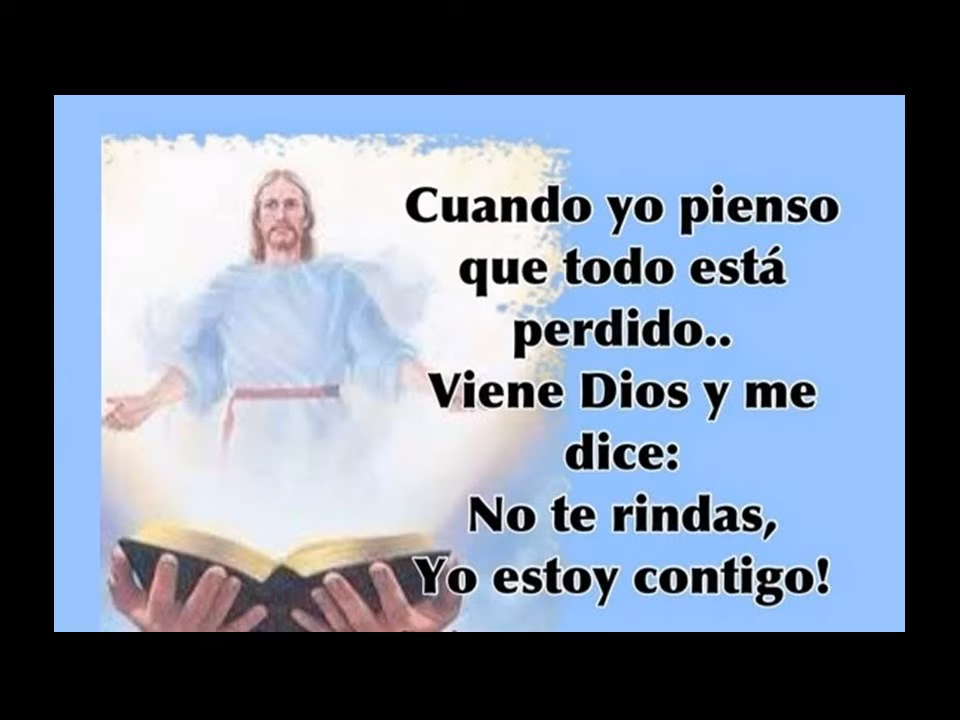 Cuando yo pienso
que todo está
perdido..
Viene Dios y me
dice:
No te rindas,
Yo estoy contigo!